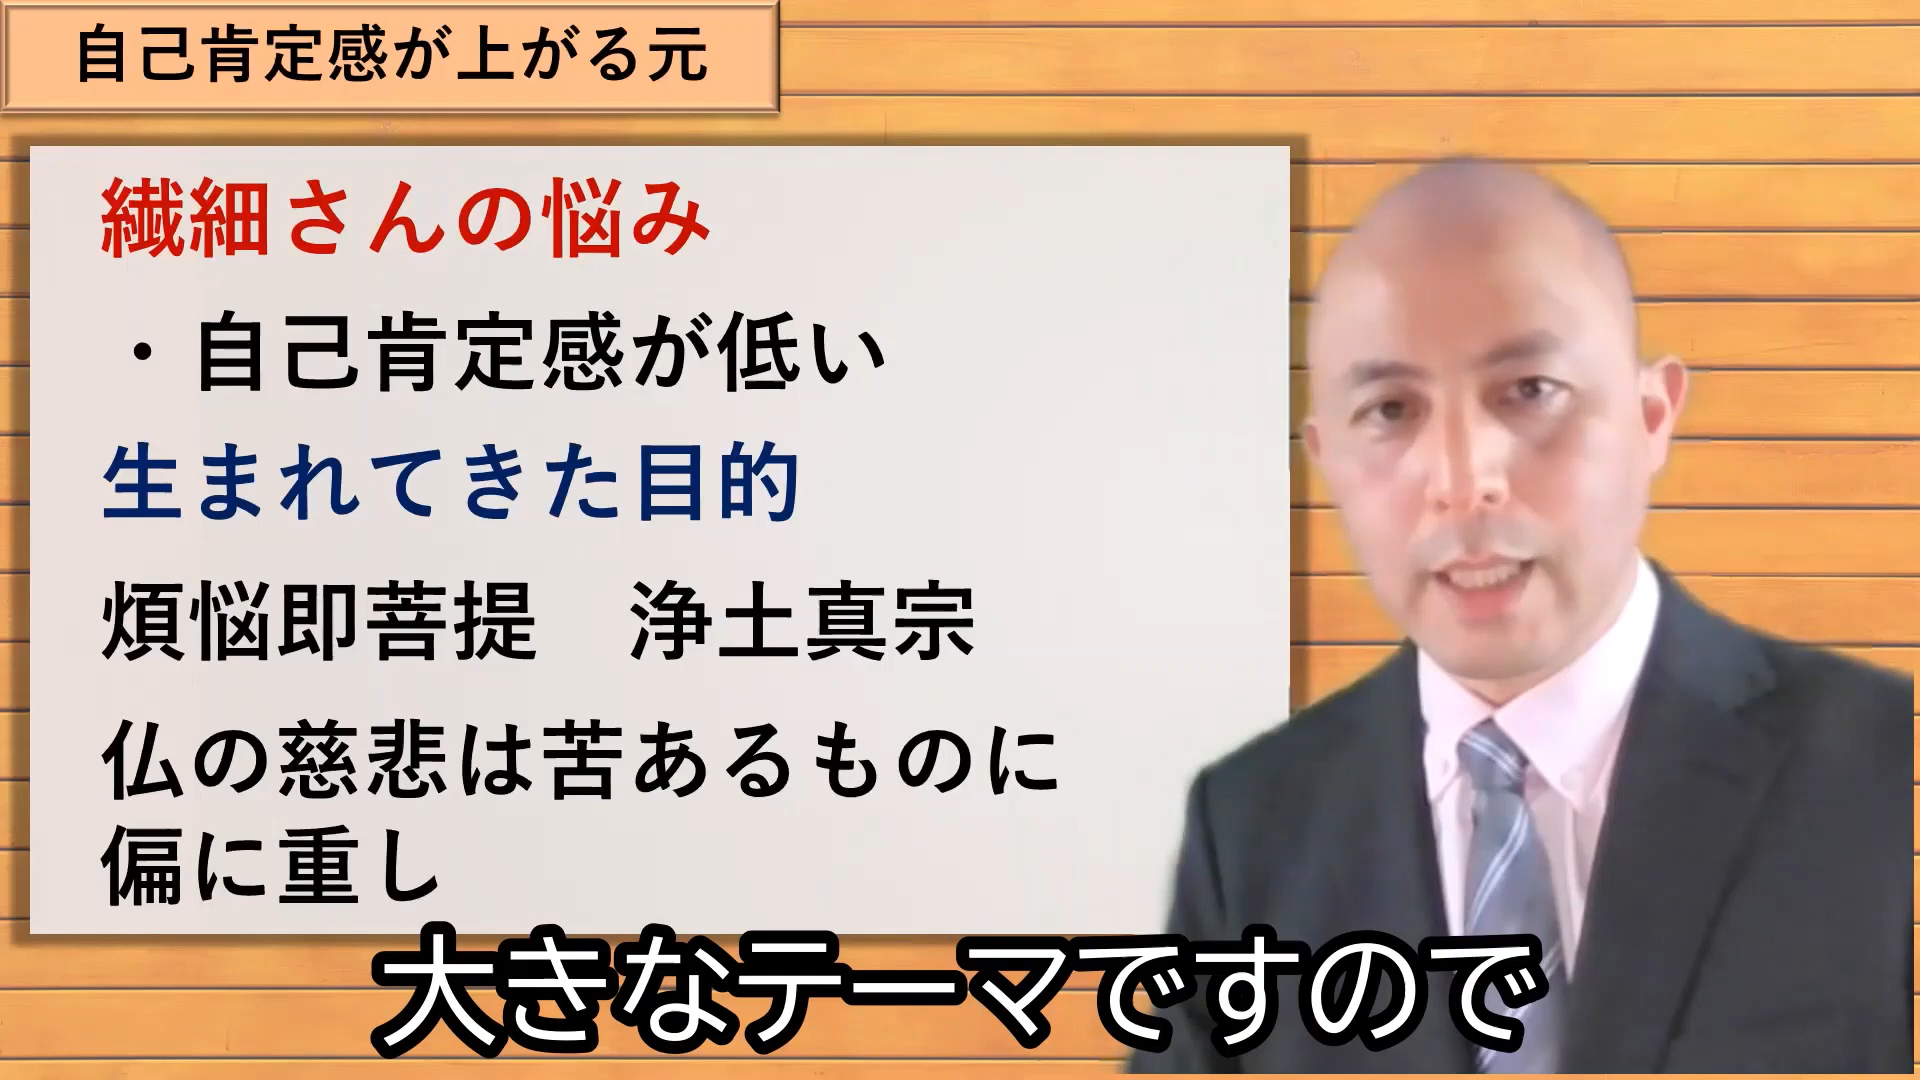 自己肯定感が上がる元
繊細さんの悩み
・自己肯定感が低い
生まれてきた目的
煩悩即菩提　浄土真宗
仏の慈悲は苦あるものに
偏に重し
大きなテーマですので